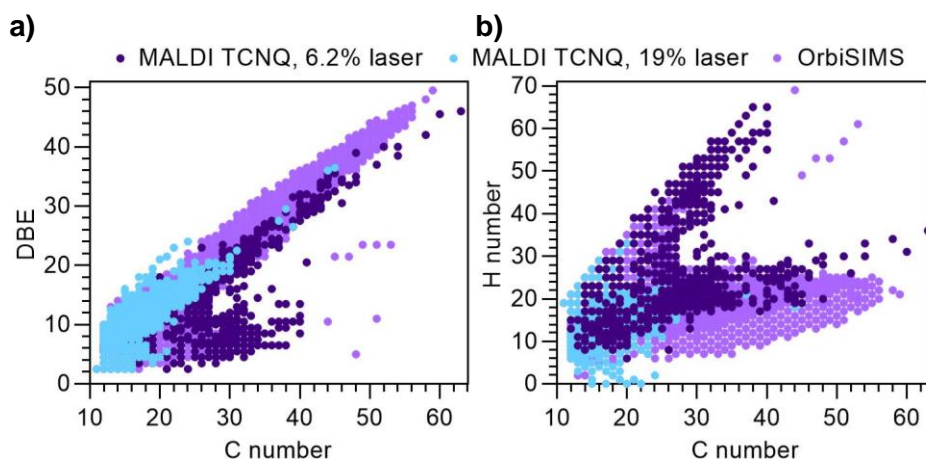 a)
b)
MALDI TCNQ, 6.2% laser MALDI TCNQ, 19% laser OrbiSIMS
50
40
30
20
10
0
DBE
10 20 30 40 50 60
C number
70
60
50
40
30
20
10
0
H number
10 20 30 40 50 60
C number